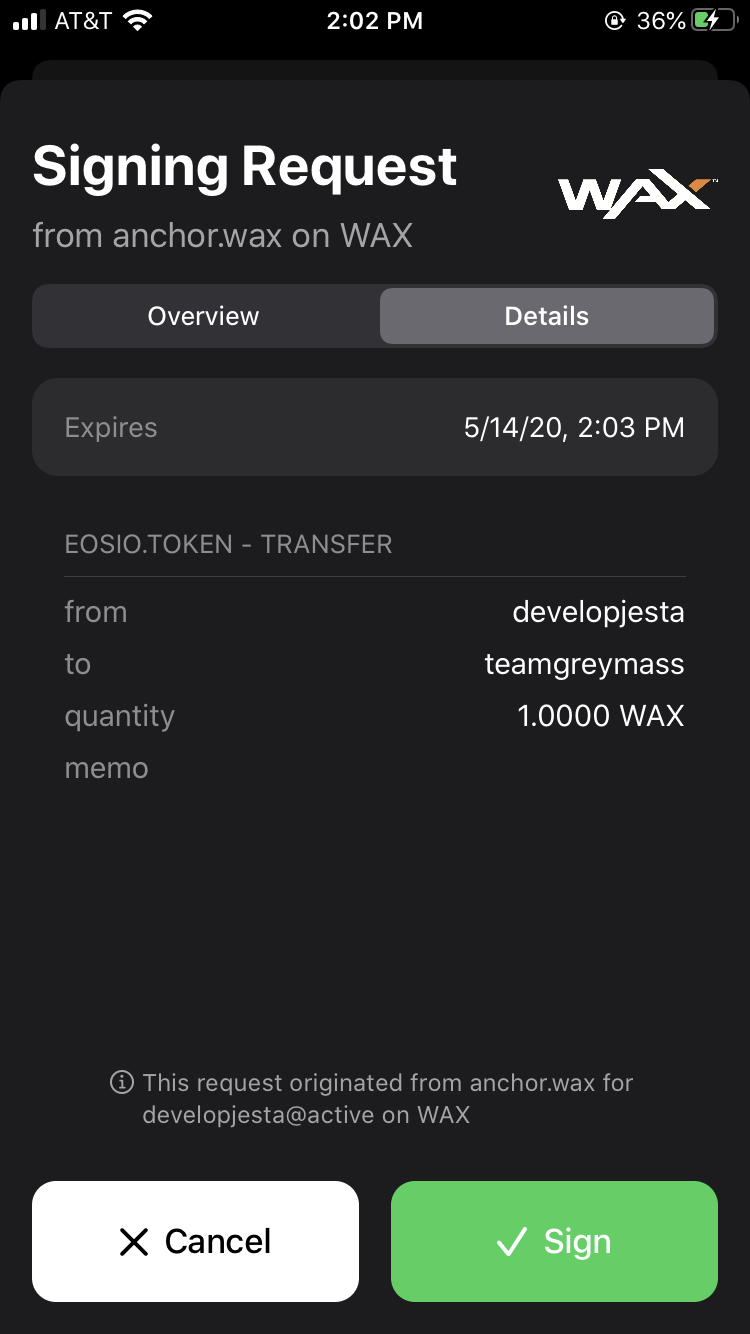 AT&T 2:02 PM 36%
Signing Request
WAX™
from anchor.wax on WAX
Overview Details
Expires 5/14/20, 2:03 PM
EOSIO.TOKEN - TRANSFER
from developjesta
to teamgreymass
quantity 1.0000 WAX
memo
This request originated from anchor.wax for
developjesta@active on WAX
Cancel Sign